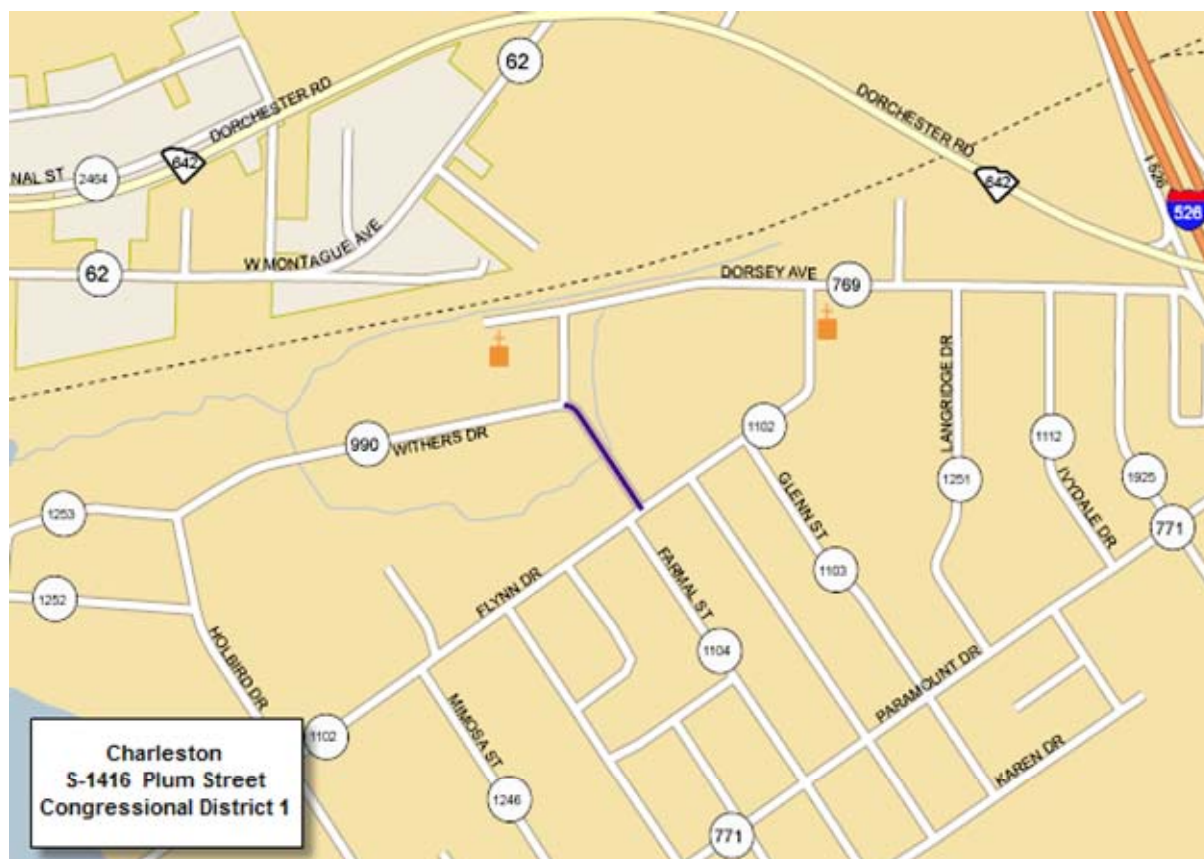 62
DORCHESTER RD
DORCHESTER RD
642
NAL ST
2464
642
I 526
526
W MONTAGUE AVE
62
DORSEY AVE
769
LANGRIDGE DR
1102
990
WITHERS DR
1112
GLENN ST
1251
IVYDALE DR
1925
1253
771
FARMAL ST
1103
FLYNN DR
1252
HOLBIRD DR
1104
PARAMOUNT DR
MIMOSA ST
1102
KAREN DR
1246
771
Charleston
S-1416 Plum Street
Congressional District 1